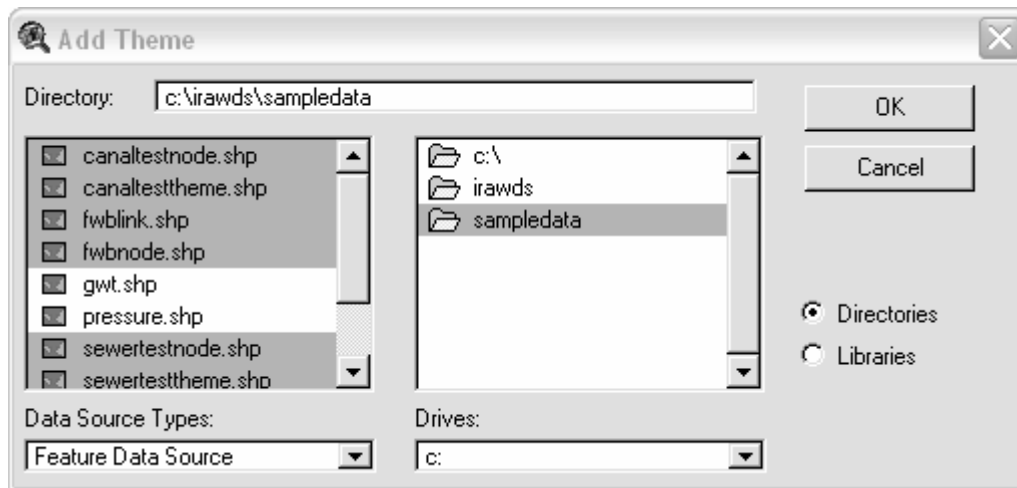 Add Theme
Directory: c:\irawds\sampledata
OK
Cancel
canaltestnode.shp
canaltesttheme.shp
fwblink.shp
fwbnode.shp
gwt.shp
pressure.shp
sewertestnode.shp
sewertesttheme.shp
c:\
irawds
sampledata
Directories
Libraries
Data Source Types:
Feature Data Source
Drives:
c: